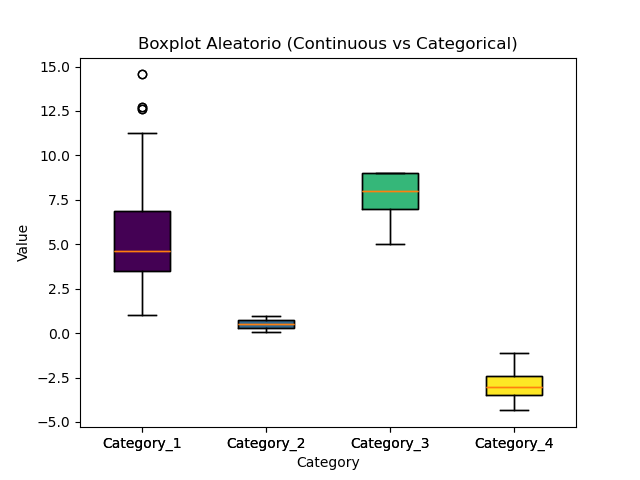 Boxplot Aleatorio (Continuous vs Categorical)
15.0
12.5
10.0
7.5
5.0
2.5
0.0
−2.5
−5.0
Value
Category_1 Category_2 Category_3 Category_4
Category